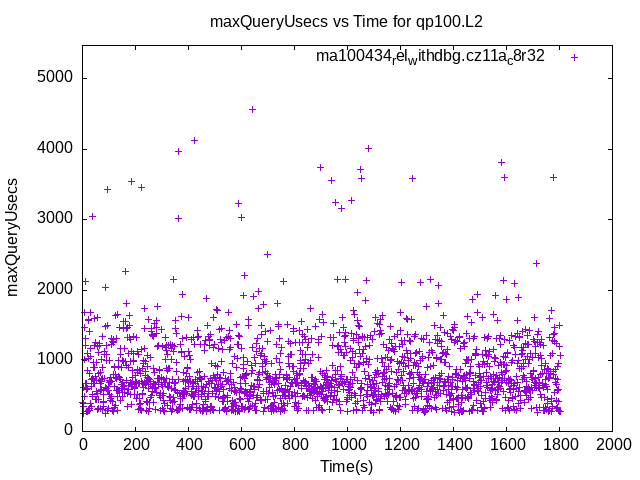 maxQueryUsecs vs Time for qp100.L2
ma100434relwithdbg.cz11ac8r32
5000
4000
3000
2000
1000
0
maxQueryUsecs
0 200 400 600 800 1000 1200 1400 1600 1800 2000
Time(s)